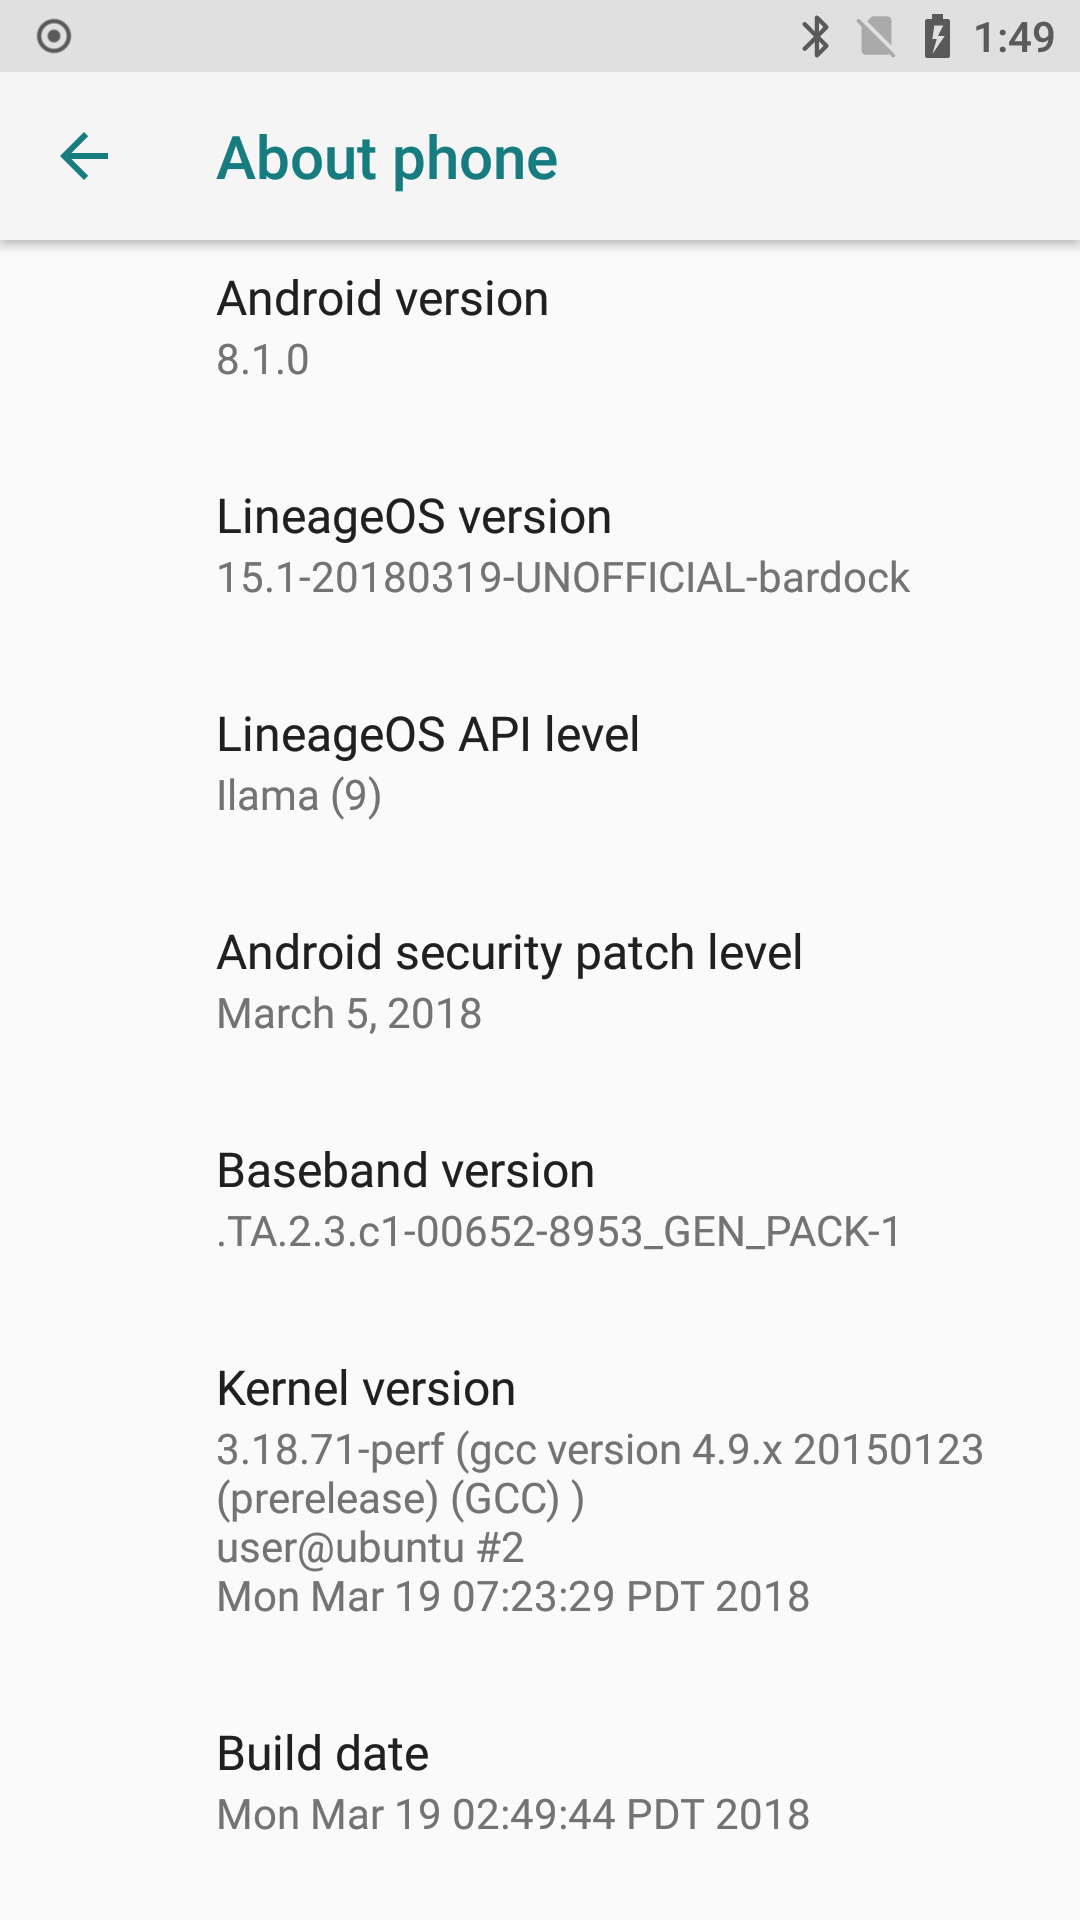 1:49
About phone
Android version
8.1.0
LineageOS version
15.1-20180319-UNOFFICIAL-bardock
LineageOS API level
Ilama (9)
Android security patch level
March 5, 2018
Baseband version
.TA.2.3.c1-00652-8953_GEN_PACK-1
Kernel version
3.18.71-perf (gcc version 4.9.x 20150123
(prerelease) (GCC) )
user@ubuntu #2
Mon Mar 19 07:23:29 PDT 2018
Build date
Mon Mar 19 02:49:44 PDT 2018